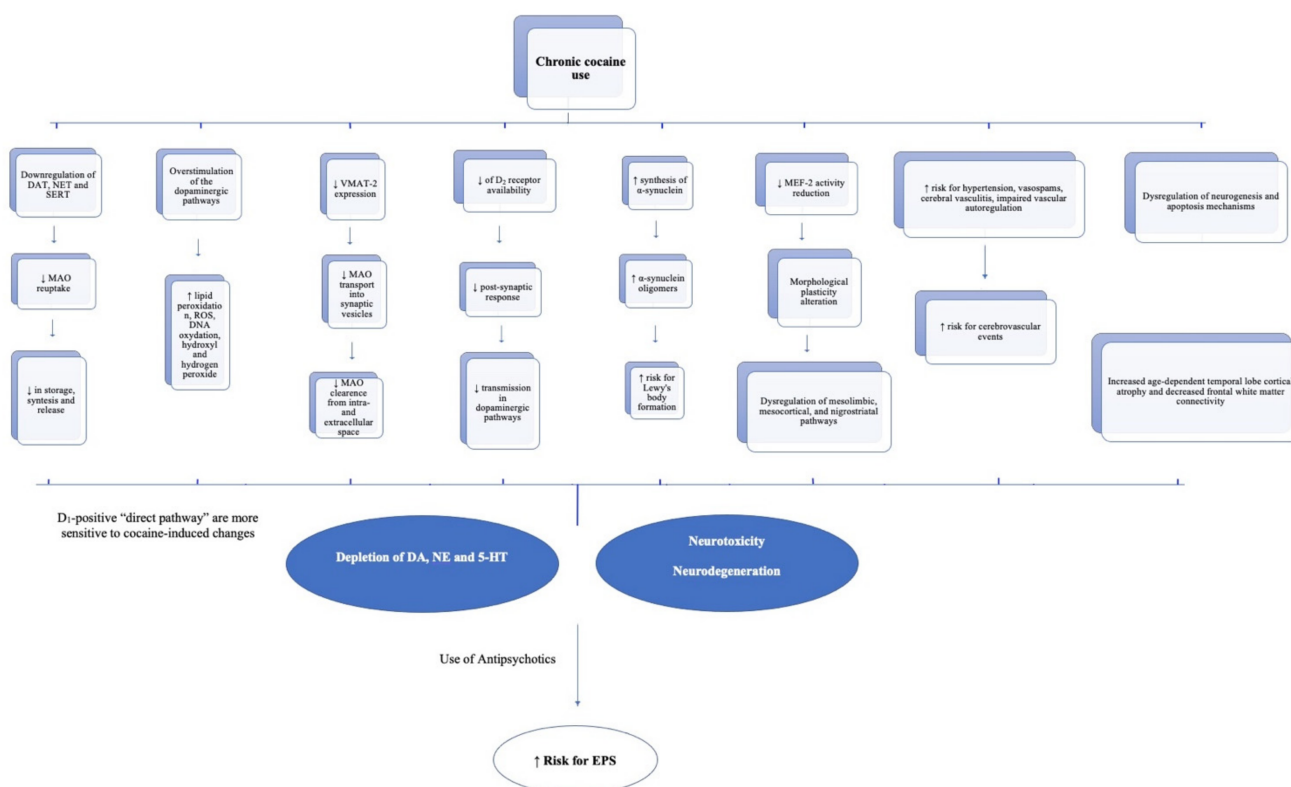 Chronic cocaine
use
Downregulation of
DAT, NET and
SERT
Overstimulation
of the
dopaminergic
pathways
↓ VMAT-2
expression
↓ of D₂ receptor
availability
↑ synthesis of
α-synuclein
↓ MEF-2 activity
reduction
↑ risk for hypertension, vasospams,
cerebral vasculitis, impaired vascular
autoregulation
Dysregulation of neurogenesis and
apoptosis mechanisms
↓ MAO
reuptake
↑ lipid
peroxidatio
n, ROS,
DNA
oxydation,
hydroxyl
and
hydrogen
peroxide
↓ MAO
transport
into
synaptic
vesicles
↓ post-synaptic
response
↑ α-synuclein
oligomers
Morphological
plasticity
alteration
↑ risk for cerebrovascular
events
↓ in storage,
syntesis and
release
↓ MAO
clearence
from intra-
and
extracellular
space
↓ transmission in
dopaminergic
pathways
↑ risk for
Lewy's
body
formation
Dysregulation of mesolimbic,
mesocortical, and nigrostriatal
pathways
Increased age-dependent temporal lobe cortical
atrophy and decreased frontal white matter
connectivity
D₁-positive “direct pathway” are more
sensitive to cocaine-induced changes
Depletion of DA, NE and 5-HT
Neurotoxicity
Neurodegeneration
Use of Antipsychotics
↑ Risk for EPS